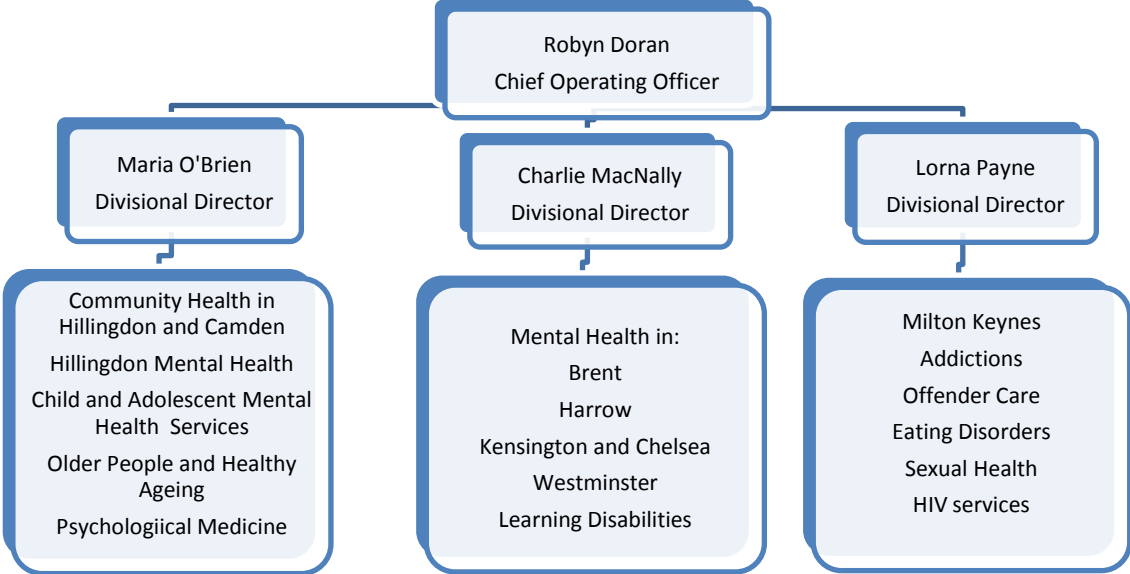 Robyn Doran
Chief Operating Officer
Maria O'Brien
Divisional Director
Charlie MacNally
Divisional Director
Lorna Payne
Divisional Director
Community Health in
Hillingdon and Camden
Hillingdon Mental Health
Child and Adolescent Mental
Health Services
Older People and Healthy
Ageing
Psychologiical Medicine
Mental Health in:
Brent
Harrow
Kensington and Chelsea
Westminster
Learning Disabilities
Milton Keynes
Addictions
Offender Care
Eating Disorders
Sexual Health
HIV services